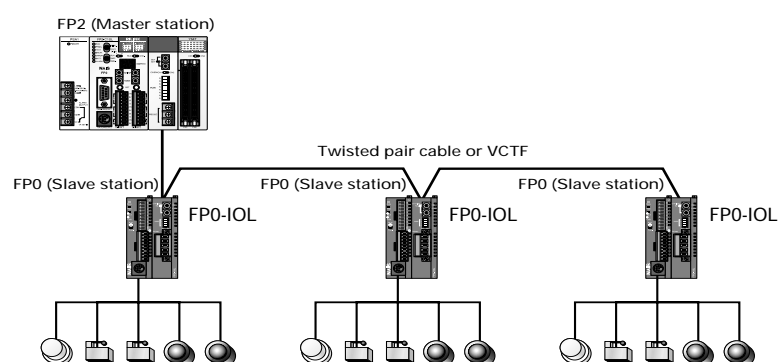 FP2 (Master station)
Twisted pair cable or VCTF
FP0 (Slave station)
FP0 (Slave station)
FP0 (Slave station)
FP0-IOL
FP0-IOL
FP0-IOL